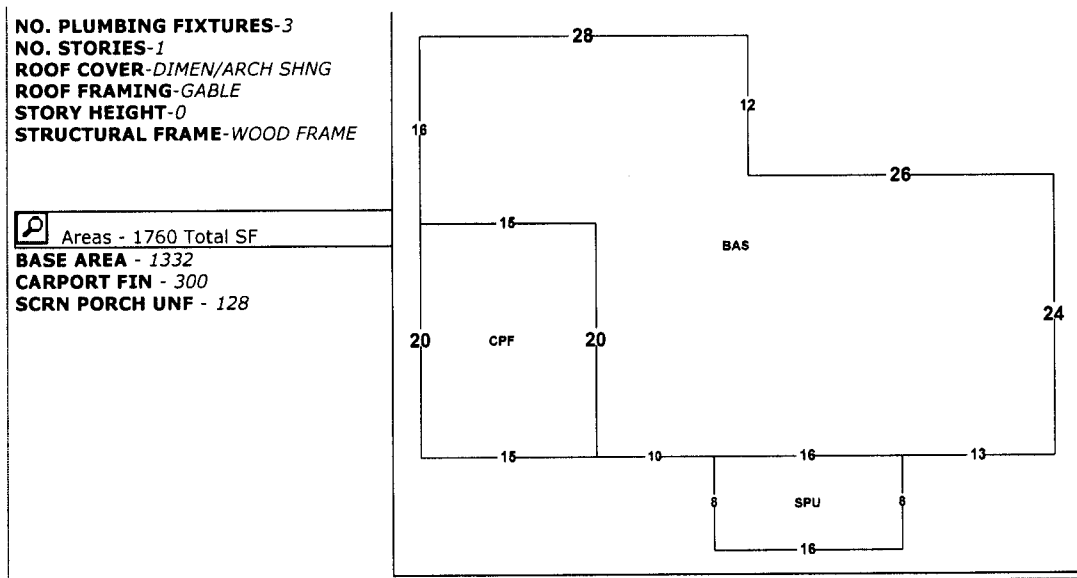 NO. PLUMBING FIXTURES-3
NO. STORIES-1
ROOF COVER-DIMEN/ARCH SHNG
ROOF FRAMING-GABLE
STORY HEIGHT-0
STRUCTURAL FRAME-WOOD FRAME
Areas - 1760 Total SF
BASE AREA - 1332
CARPORT FIN - 300
SCRN PORCH UNF - 128
28
12
16
26
15
BAS
24
20
CPF
20
15
10
16
13
8
SPU
8
16